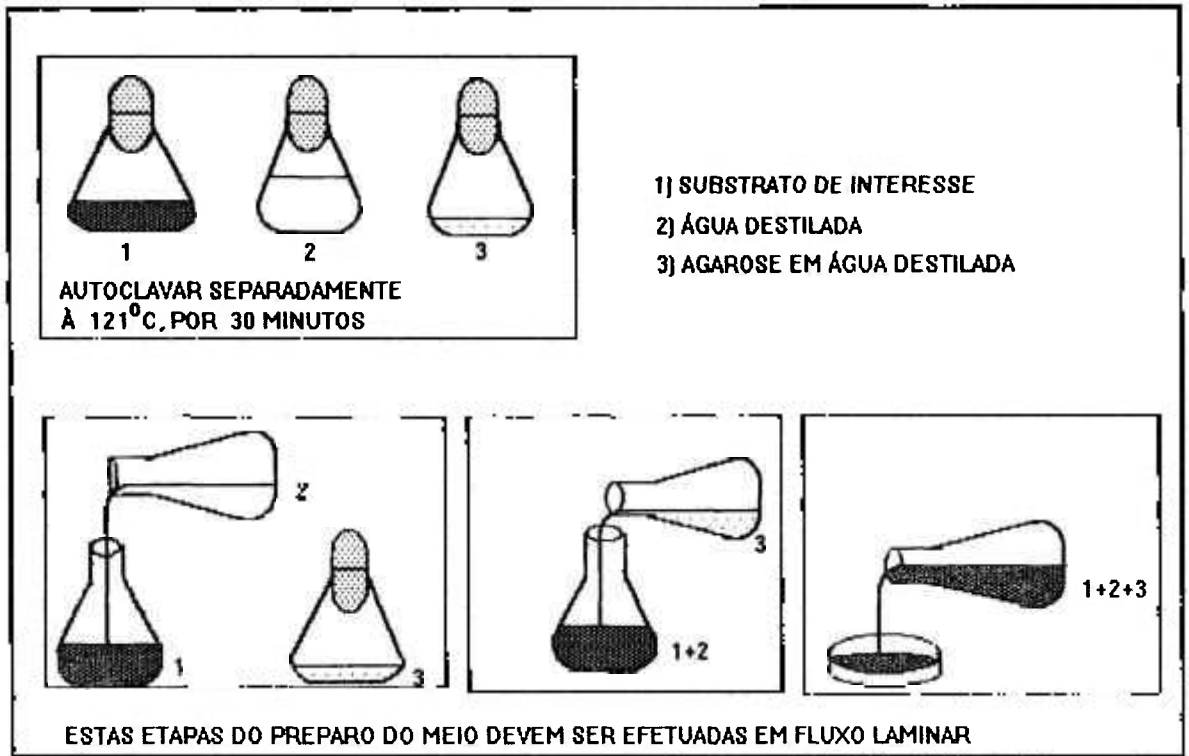 1
2
3
AUTOCLAVAR SEPARADAMENTE
À 121⁰C, POR 30 MINUTOS
1) SUBSTRATO DE INTERESSE
2) ÁGUA DESTILADA
3) AGAROSE EM ÁGUA DESTILADA
2
1
3
3
1+2
1+2+3
ESTAS ETAPAS DO PREPARO DO MEIO DEVEM SER EFETUADAS EM FLUXO LAMINAR